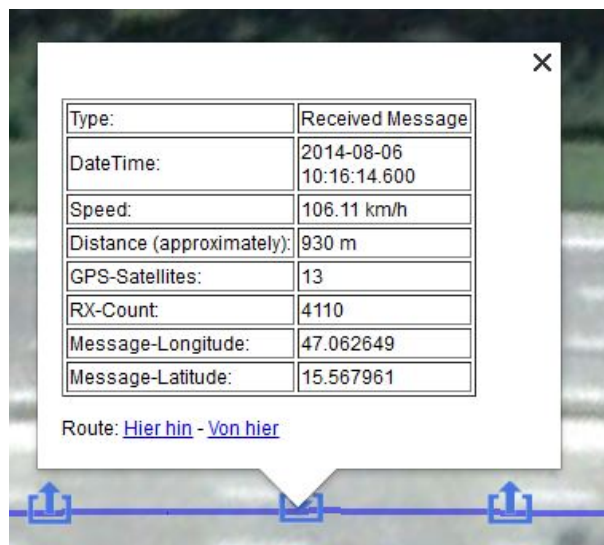 Type: Received Message
DateTime: 2014-08-06
10:16:14.600
Speed: 106.11 km/h
Distance (approximately): 930 m
GPS-Satellites: 13
RX-Count: 4110
Message-Longitude: 47.062649
Message-Latitude: 15.567961
Route: Hier hin - Von hier